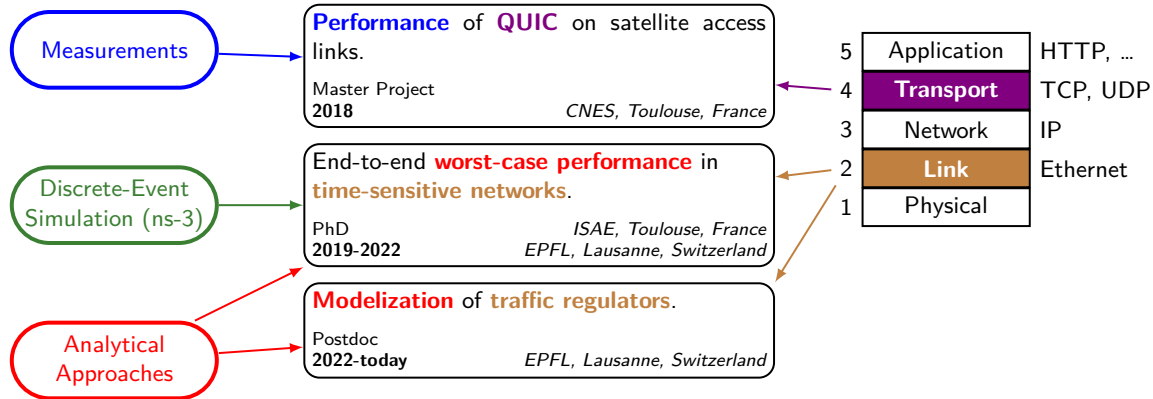 Measurements
Discrete-Event
Simulation (ns-3)
Analytical
Approaches
Performance of QUIC on satellite access
links.
Master Project
2018 CNES, Toulouse, France
End-to-end worst-case performance in
time-sensitive networks.
PhD ISAE, Toulouse, France
2019-2022 EPFL, Lausanne, Switzerland
Modelization of traffic regulators.
Postdoc
2022-today EPFL, Lausanne, Switzerland
5 Application HTTP, ...
4 Transport TCP, UDP
3 Network IP
2 Link Ethernet
1 Physical